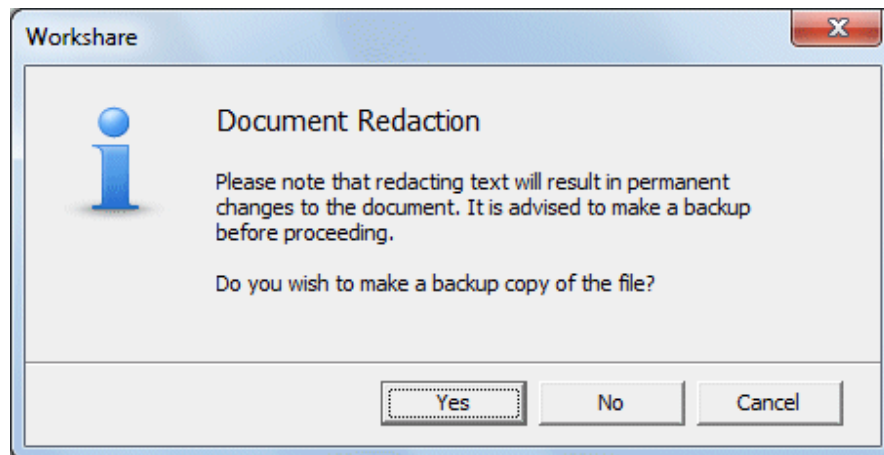 Workshare
Document Redaction
Please note that redacting text will result in permanent
changes to the document. It is advised to make a backup
before proceeding.
Do you wish to make a backup copy of the file?
Yes No Cancel